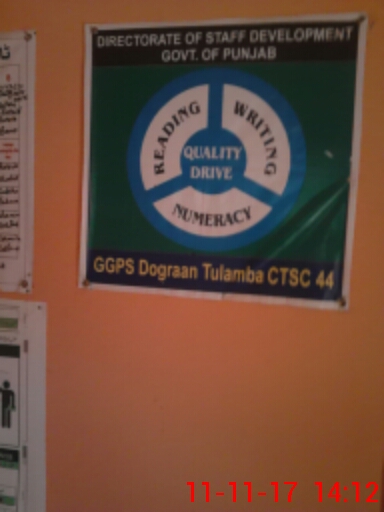 DIRECTORATE OF STAFF DEVELOPMENT
GOVT. OF PUNJAB
READING
WRITING
QUALITY
DRIVE
NUMERACY
GGPS Dograan Tulamba CTSC 44
11-11-17 14:12